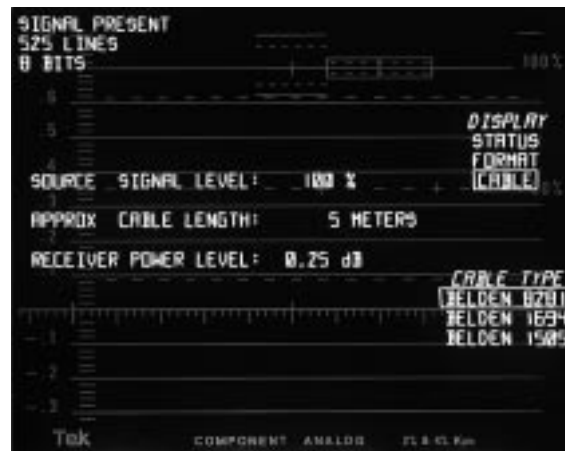 SIGNAL PRESENT
525 LINES
8 BITS
100%
DISPLAY
STATUS
FORMAT
CABLE
SOURCE SIGNAL LEVEL: 100 %
APPROX CABLE LENGTH: 5 METERS
RECEIVER POWER LEVEL: 0.25 dB
CABLE TYPE
BELDEN 8281
BELDEN 1694
BELDEN 1505
Tek
COMPONENT ANALOG